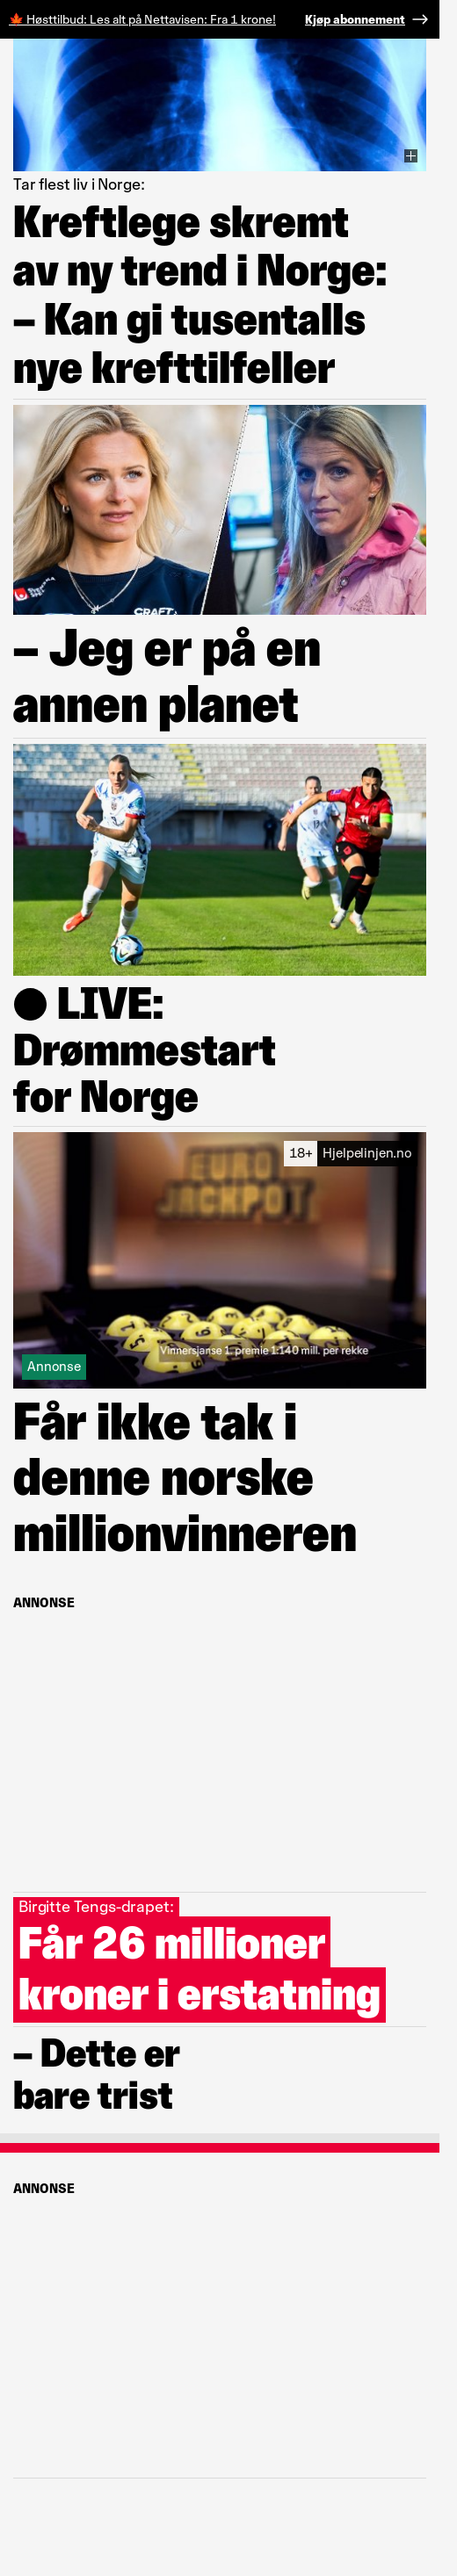 🍁 Høsttilbud: Les alt på Nettavisen: Fra 1 krone! Kjøp abonnement →
Tar flest liv i Norge:
Kreftlege skremt
av ny trend i Norge:
– Kan gi tusentalls
nye krefttilfeller
CRAFT
– Jeg er på en
annen planet
● LIVE:
Drømmestart
for Norge
18+ Hjelpelinjen.no
EURO
JACKPOT
Vinnersjanse 1. premie 1:140 mill. per rekke
Annonse
Får ikke tak i
denne norske
millionvinneren
ANNONSE
Birgitte Tengs-drapet:
Får 26 millioner
kroner i erstatning
– Dette er
bare trist
ANNONSE